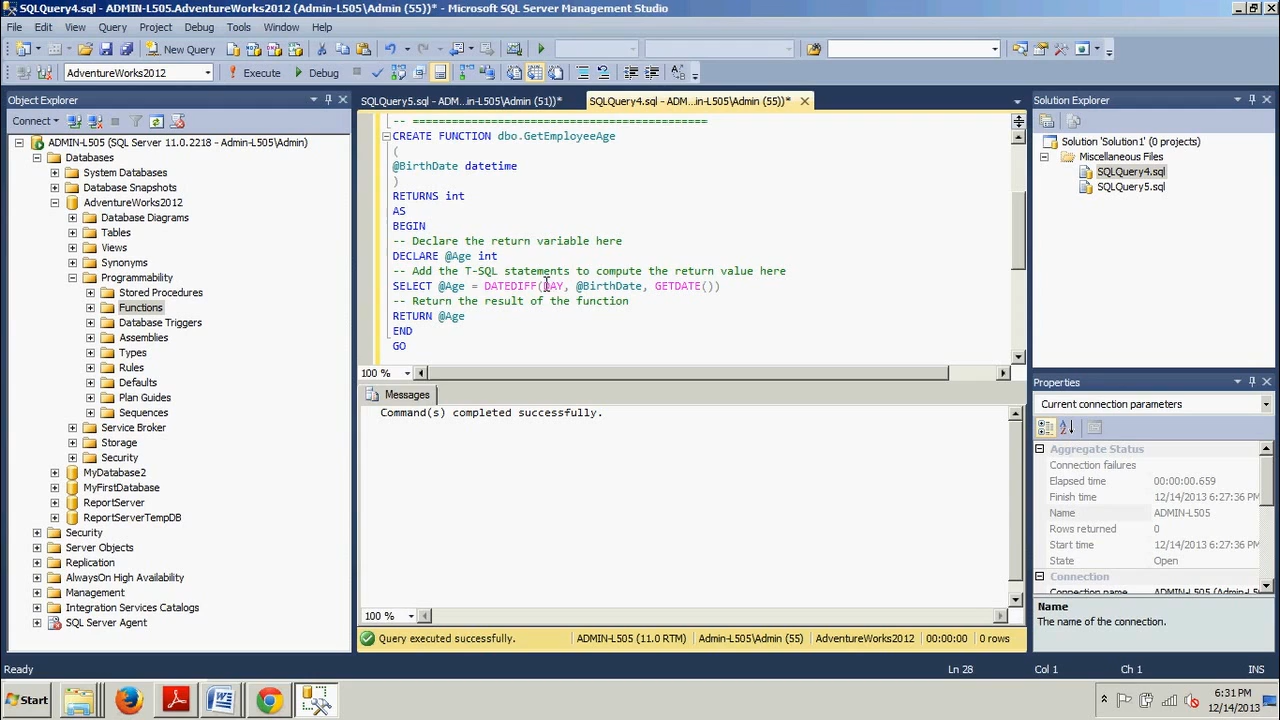 SQLQuery4.sql - ADMIN-L505.AdventureWorks2012 (Admin-L505\Admin (55))* - Microsoft SQL Server Management Studio
File Edit View Query Project Debug Tools Window Help
New Query
AdventureWorks2012 Execute Debug
Object Explorer
Connect
ADMIN-L505 (SQL Server 11.0.2218 - Admin-L505\Admin)
Databases
System Databases
Database Snapshots
AdventureWorks2012
Database Diagrams
Tables
Views
Synonyms
Programmability
Stored Procedures
Functions
Database Triggers
Assemblies
Types
Rules
Defaults
Plan Guides
Sequences
Service Broker
Storage
Security
MyDatabase2
MyFirstDatabase
ReportServer
ReportServerTempDB
Security
Server Objects
Replication
AlwaysOn High Availability
Management
Integration Services Catalogs
SQL Server Agent
SQLQuery5.sql - ADM...in-L505\Admin (51))* SQLQuery4.sql - ADM...in-L505\Admin (55))*
-- =============================================
CREATE FUNCTION dbo.GetEmployeeAge
(
@BirthDate datetime
)
RETURNS int
AS
BEGIN
-- Declare the return variable here
DECLARE @Age int
-- Add the T-SQL statements to compute the return value here
SELECT @Age = DATEDIFF(DAY, @BirthDate, GETDATE())
-- Return the result of the function
RETURN @Age
END
GO
100 %
Messages
Command(s) completed successfully.
100 %
Query executed successfully. ADMIN-L505 (11.0 RTM) Admin-L505\Admin (55) AdventureWorks2012 00:00:00 0 rows
Solution Explorer
Solution 'Solution1' (0 projects)
Miscellaneous Files
SQLQuery4.sql
SQLQuery5.sql
Properties
Current connection parameters
Aggregate Status
Connection failures
Elapsed time 00:00:00.659
Finish time 12/14/2013 6:27:36 PM
Name ADMIN-L505
Rows returned 0
Start time 12/14/2013 6:27:36 PM
State Open
Connection
Connection name ADMIN-L505 (Admin-L
Name
The name of the connection.
Ready Ln 28 Col 1 Ch 1 INS
Start 6:31 PM
12/14/2013